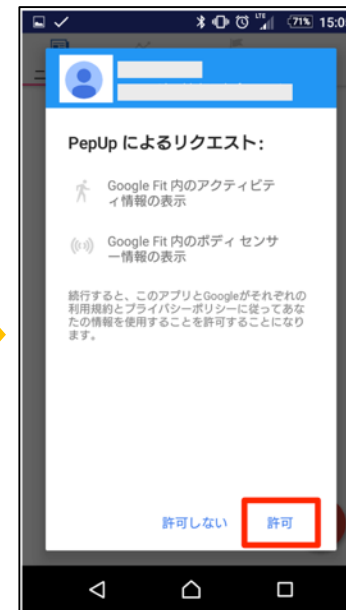 LTE 71% 15:0
PepUp によるリクエスト:
Google Fit 内のアクティビテ
ィ情報の表示
Google Fit 内のボディ センサ
ー情報の表示
続行すると、このアプリとGoogleがそれぞれの
利用規約とプライバシーポリシーに従ってあな
たの情報を使用することを許可することになり
ます。
許可しない 許可